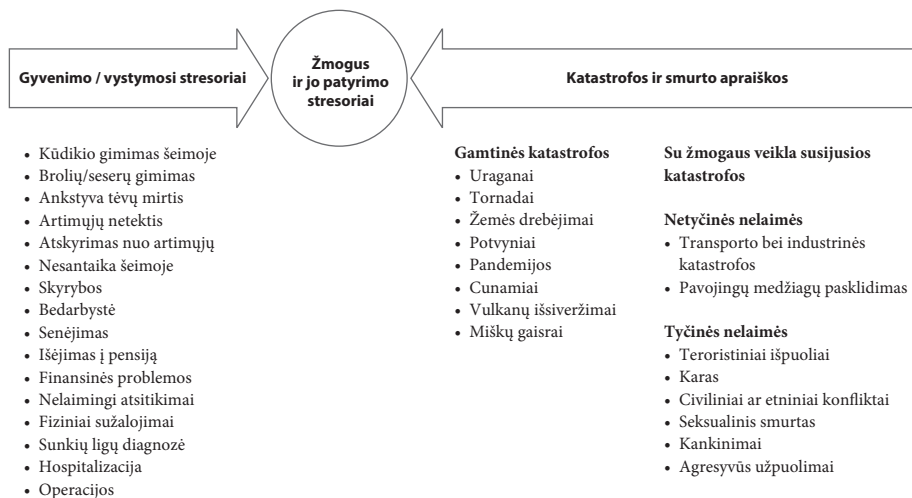 Gyvenimo / vystymosi stresoriai
Žmogus
ir jo patyrimo
stresoriai
Katastrofos ir smurto apraiškos
• Kūdikio gimimas šeimoje
• Brolių/seserų gimimas
• Ankstyva tėvų mirtis
• Artimųjų netektis
• Atskyrimas nuo artimųjų
• Nesantaika šeimoje
• Skyrybos
• Bedarbystė
• Senėjimas
• Išėjimas į pensiją
• Finansinės problemos
• Nelaimingi atsitikimai
• Fiziniai sužalojimai
• Sunkių ligų diagnozė
• Hospitalizacija
• Operacijos
Gamtinės katastrofos
• Uraganai
• Tornadai
• Žemės drebėjimai
• Potvyniai
• Pandemijos
• Cunamiai
• Vulkanų išsiveržimai
• Miškų gaisrai
Su žmogaus veikla susijusios
katastrofos
Netyčinės nelaimės
• Transporto bei industrinės
katastrofos
• Pavojingų medžiagų pasklidimas
Tyčinės nelaimės
• Teroristiniai išpuoliai
• Karas
• Civiliniai ar etniniai konfliktai
• Seksualinis smurtas
• Kankinimai
• Agresyvūs užpuolimai